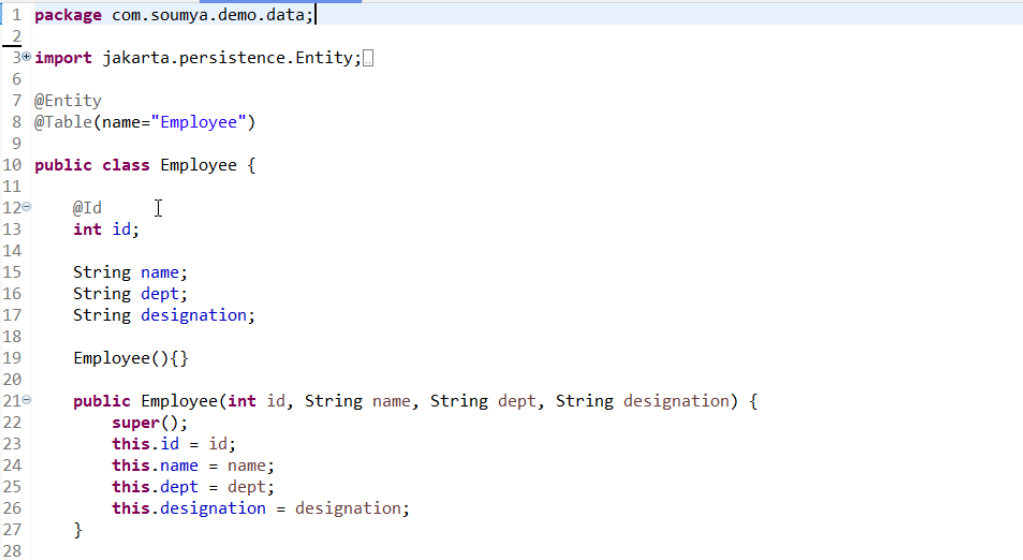 1 package com.soumya.demo.data;
2
3 import jakarta.persistence.Entity;
6
7 @Entity
8 @Table(name="Employee")
9
10 public class Employee {
11
12 @Id
13 int id;
14
15 String name;
16 String dept;
17 String designation;
18
19 Employee(){}
20
21 public Employee(int id, String name, String dept, String designation) {
22 super();
23 this.id = id;
24 this.name = name;
25 this.dept = dept;
26 this.designation = designation;
27 }
28